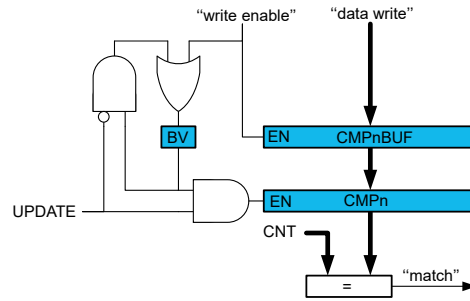 “write enable” “data write”
BV
EN CMPnBUF
EN CMPn
UPDATE
CNT
=
“match”